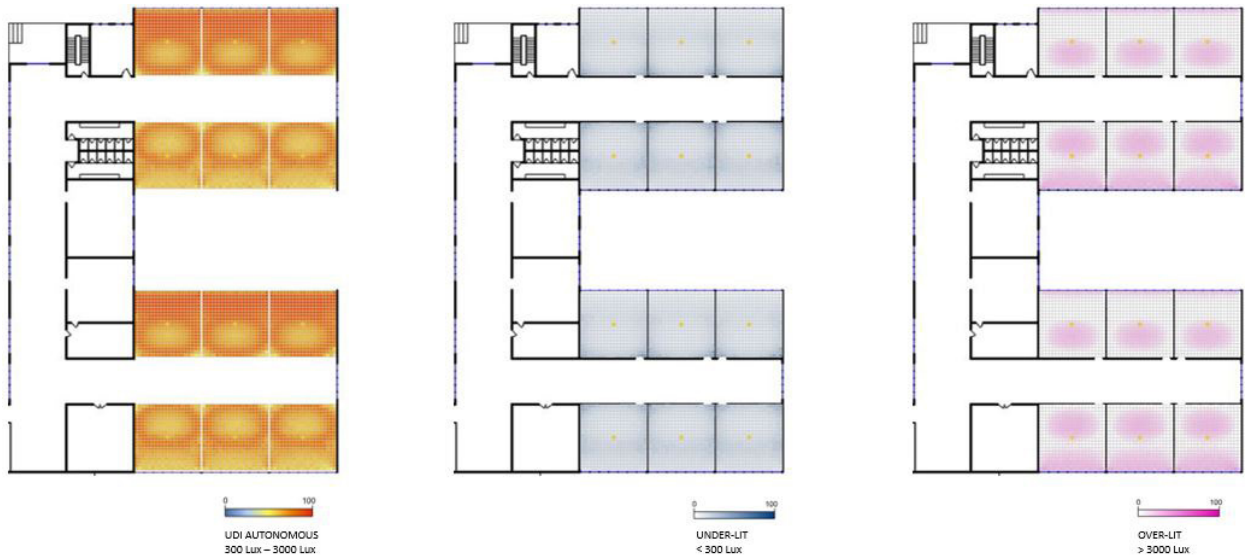 0 100
UDI AUTONOMOUS
300 Lux – 3000 Lux
0 100
UNDER-LIT
< 300 Lux
0 100
OVER-LIT
> 3000 Lux